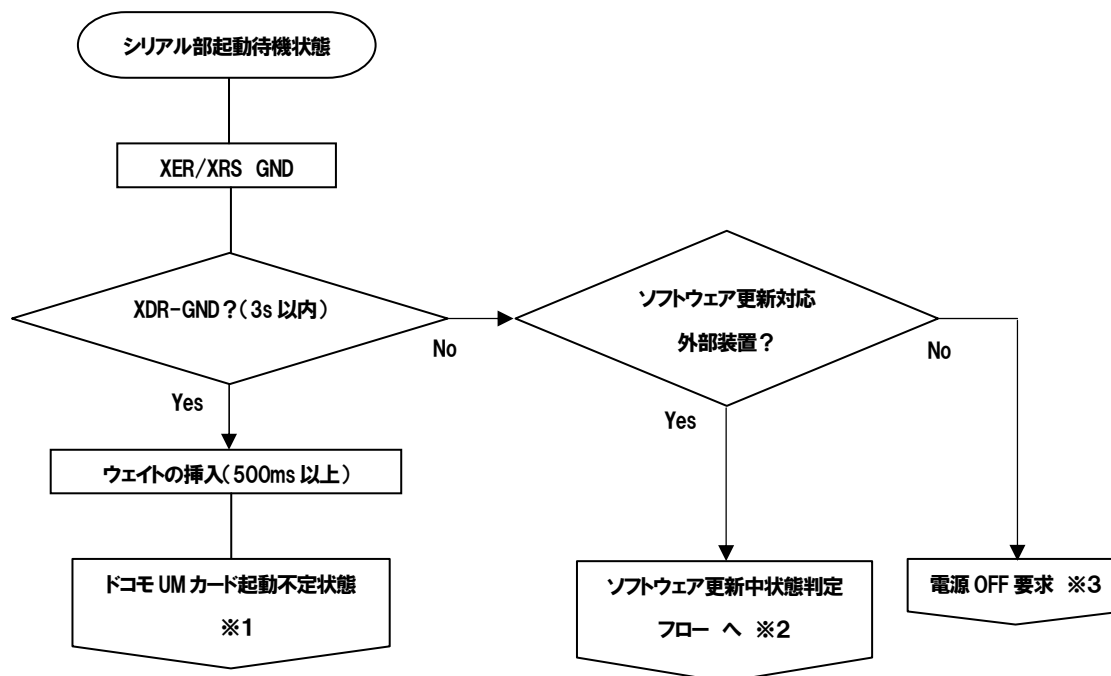 シリアル部起動待機状態
XER/XRS GND
XDR-GND?(3s 以内)
No
Yes
ウェイトの挿入(500ms 以上)
ドコモ UM カード起動不定状態
※1
ソフトウェア更新対応
外部装置?
No
Yes
ソフトウェア更新中状態判定
フロー へ ※2
電源 OFF 要求 ※3